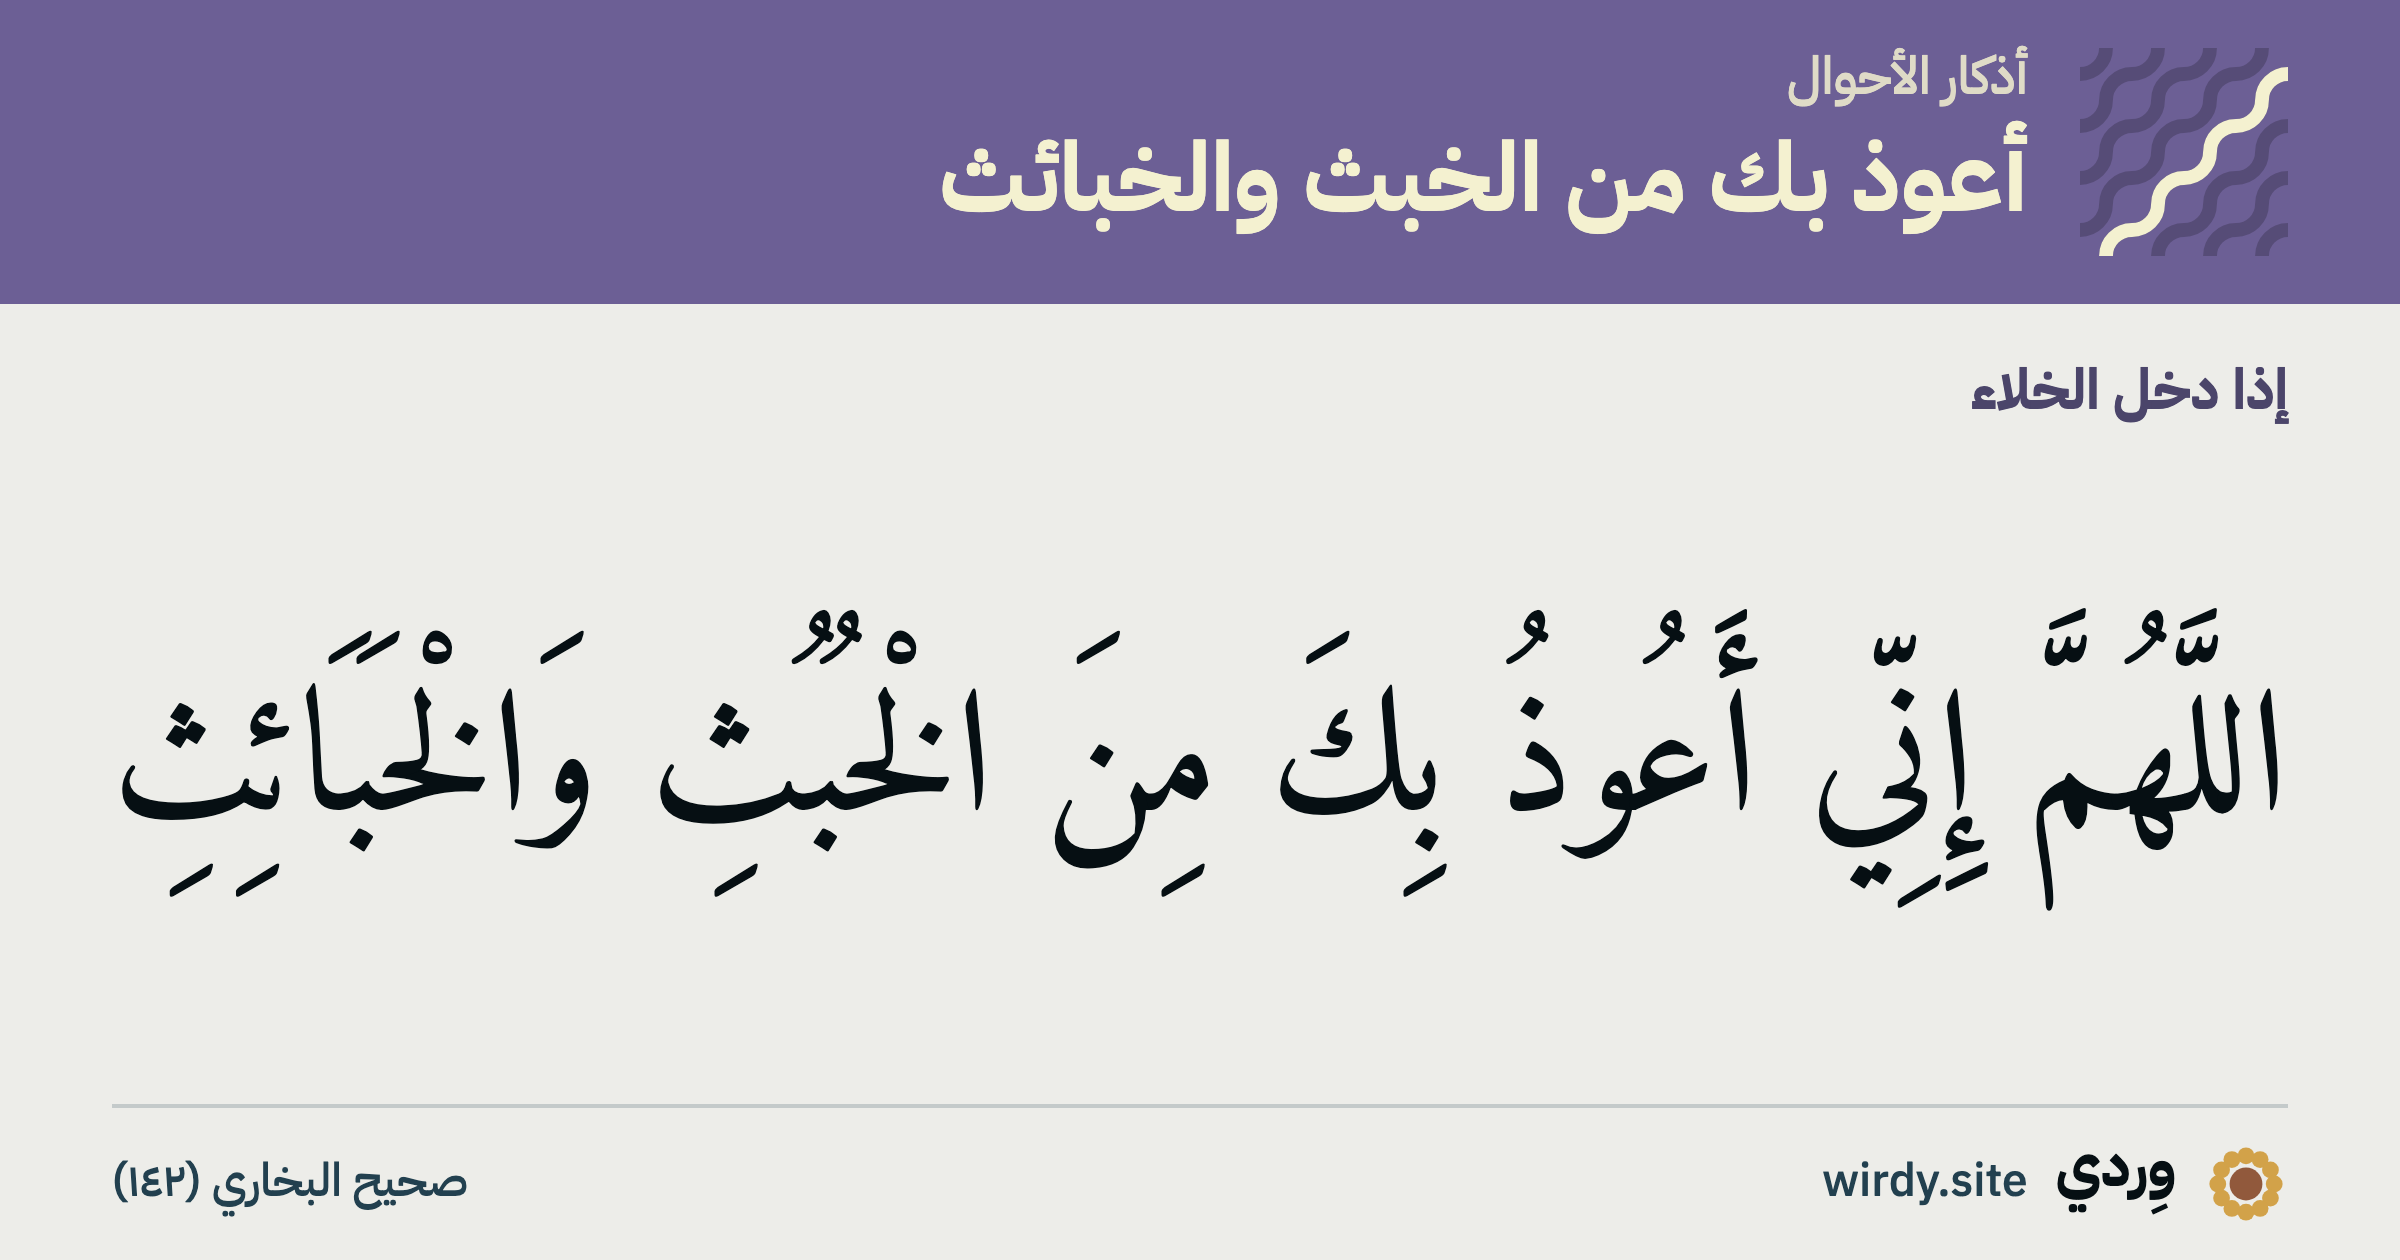 أذكار الأحوال
أعوذ بك من الخبث والخبائث
إذا دخل الخلاء
اللَّهُمَّ إِنِّي أَعُوذُ بِكَ مِنَ الْخُبُثِ وَالْخَبَائِثِ
وِردي wirdy.site
صحيح البخاري (١٤٢)